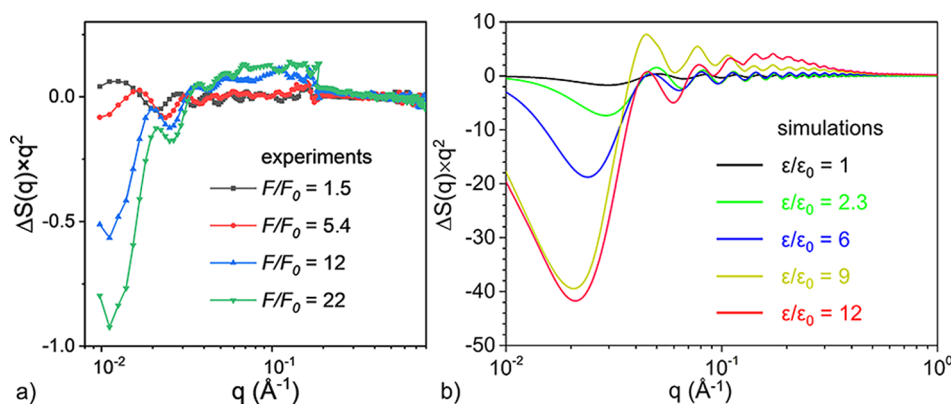 0.5
0.0
-0.5
-1.0
ΔS(q)×q²
experiments
F/F₀ = 1.5
F/F₀ = 5.4
F/F₀ = 12
F/F₀ = 22
10⁻² 10⁻¹
q (Å⁻¹)
a)
10
0
-10
-20
-30
-40
-50
ΔS(q)×q²
simulations
ε/ε₀ = 1
ε/ε₀ = 2.3
ε/ε₀ = 6
ε/ε₀ = 9
ε/ε₀ = 12
10⁻² 10⁻¹ 10⁰
q (Å⁻¹)
b)